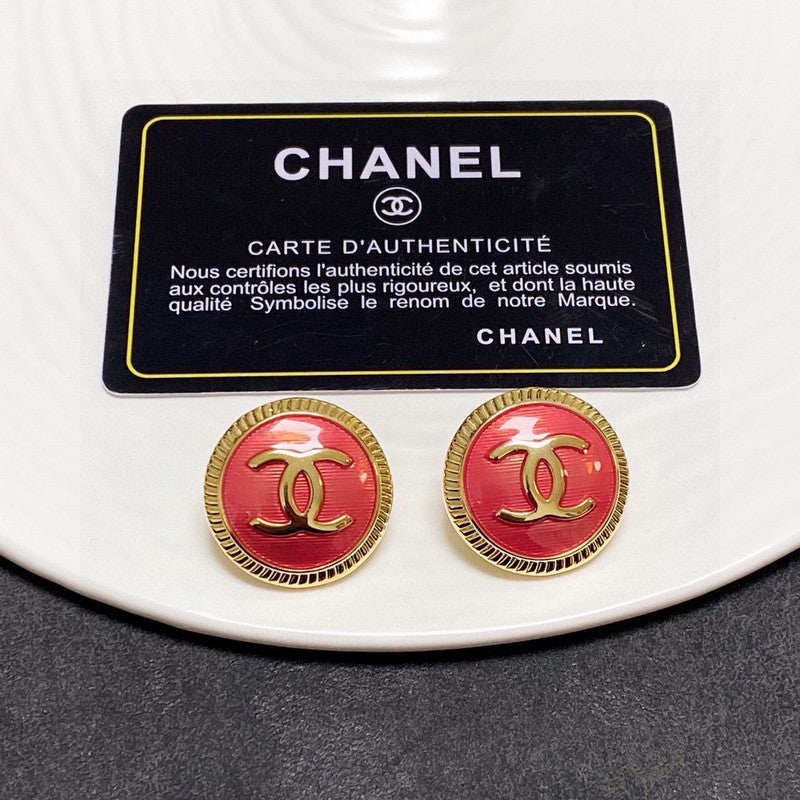 CHANEL
CARTE D'AUTHENTICITÉ
Nous certifions l'authenticité de cet article soumis
aux contrôles les plus rigoureux, et dont la haute
qualité Symbolise le renom de notre Marque.
CHANEL